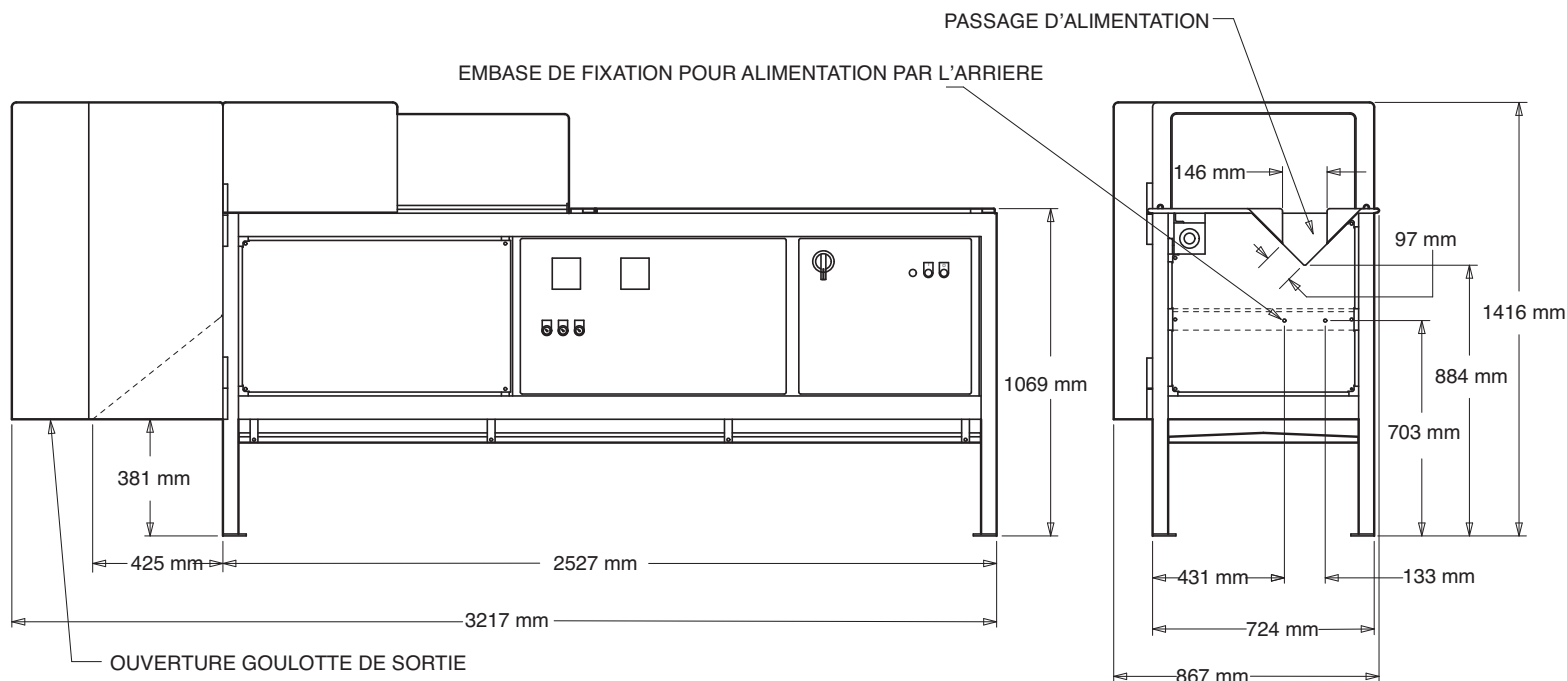 PASSAGE D'ALIMENTATION
EMBASE DE FIXATION POUR ALIMENTATION PAR L'ARRIERE
146 mm
97 mm
1416 mm
1069 mm
884 mm
703 mm
381 mm
425 mm
2527 mm
431 mm
133 mm
3217 mm
724 mm
OUVERTURE GOULOTTE DE SORTIE
867 mm